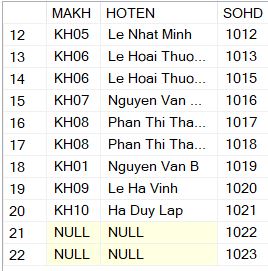 MAKH HOTEN SOHD
12 KH05 Le Nhat Minh 1012
13 KH06 Le Hoai Thuo... 1013
14 KH06 Le Hoai Thuo... 1015
15 KH07 Nguyen Van ... 1017
16 KH08 Phan Thi Tha... 1016
17 KH08 Phan Thi Tha... 1018
18 KH01 Nguyen Van B 1019
19 KH09 Le Ha Vinh 1020
20 KH10 Ha Duy Lap 1021
21 NULL NULL 1022
22 NULL NULL 1023